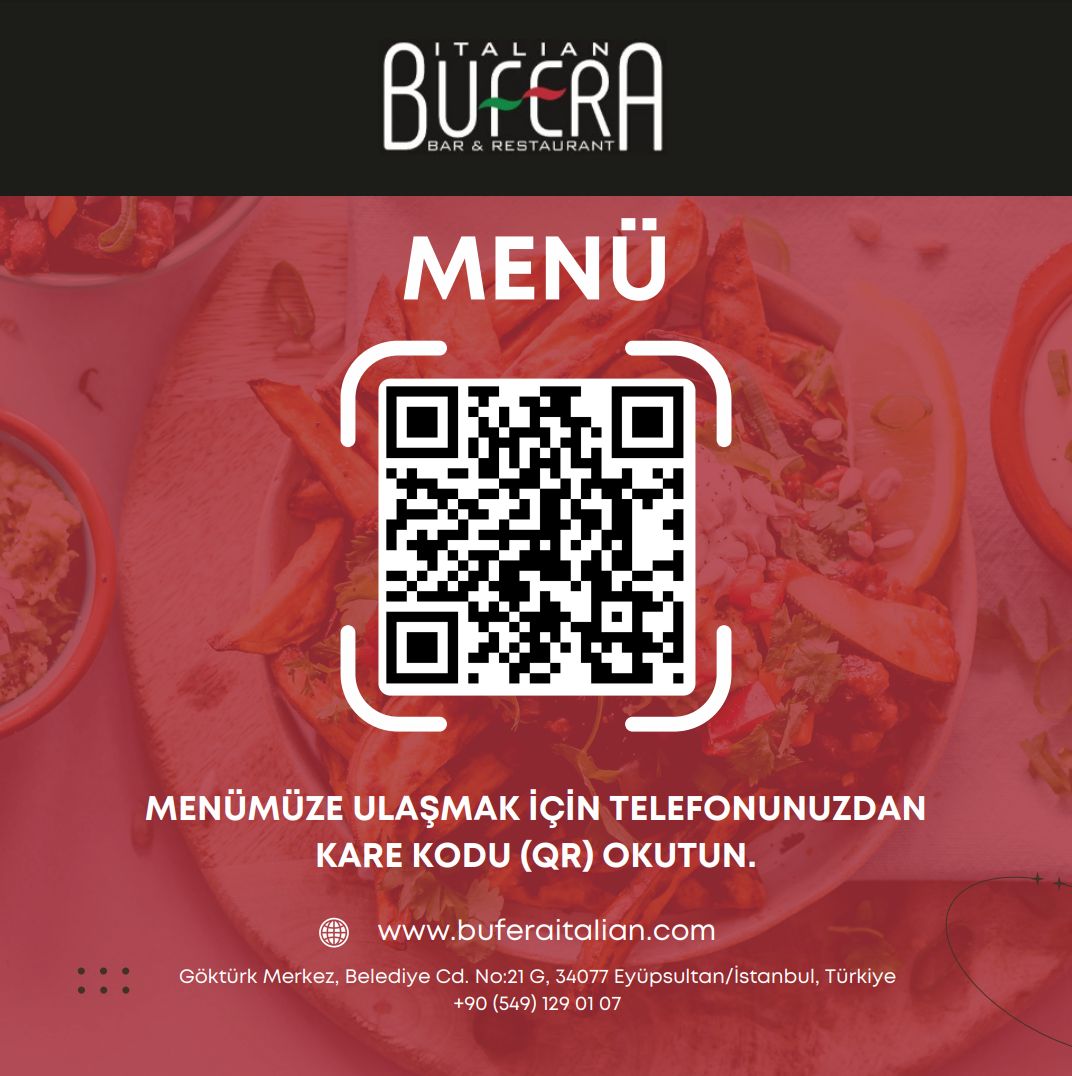 ITALIAN
BUFERA
BAR & RESTAURANT
MENÜ
MENÜMÜZE ULAŞMAK İÇİN TELEFONUNUZDAN
KARE KODU (QR) OKUTUN.
www.buferaitalian.com
Göktürk Merkez, Belediye Cd. No:21 G, 34077 Eyüpsultan/İstanbul, Türkiye
+90 (549) 129 01 07